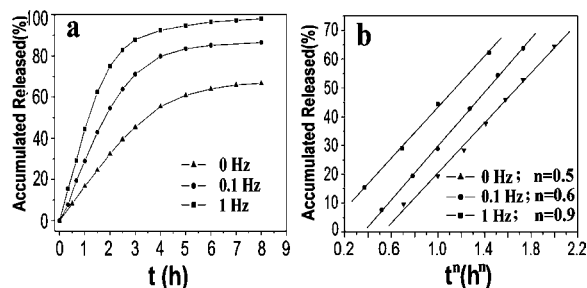 a
Accumulated Released(%)
100
80
60
40
20
0
0 Hz
0.1 Hz
1 Hz
0 1 2 3 4 5 6 7 8 9
t (h)
b
Accumulated Released(%)
70
60
50
40
30
20
10
0
0 Hz ; n=0.5
0.1 Hz ; n=0.6
1 Hz ; n=0.9
0.2 0.6 1.0 1.4 1.8 2.2
tⁿ(hⁿ)